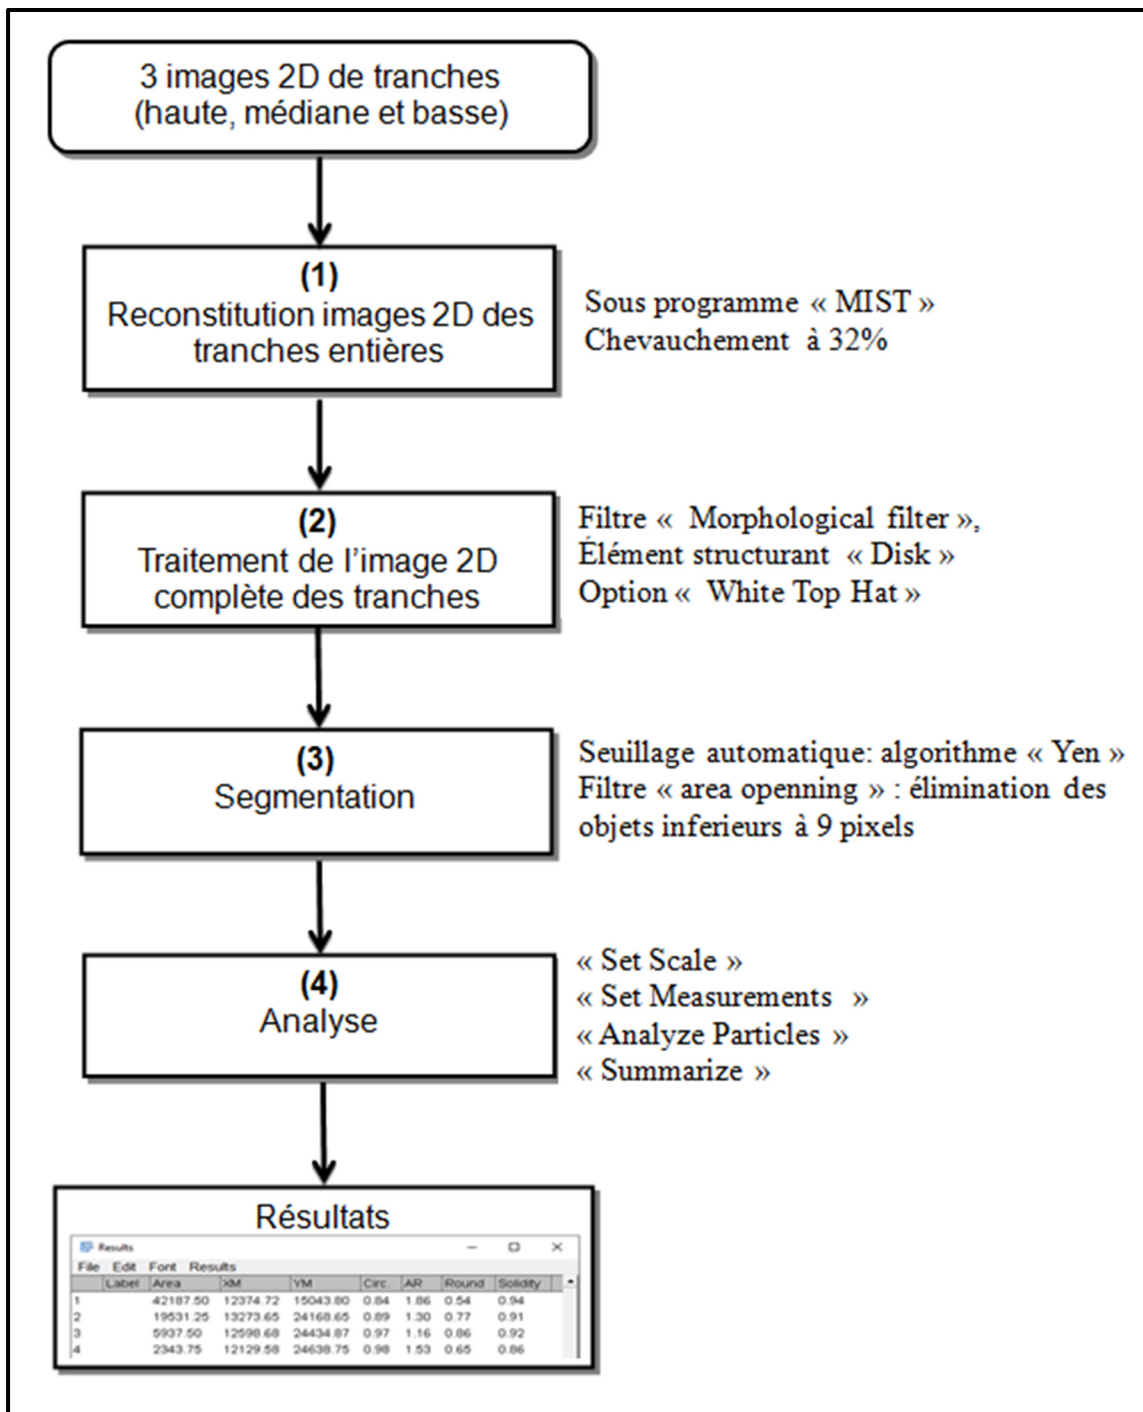 3 images 2D de tranches
(haute, médiane et basse)
(1)
Reconstitution images 2D des
tranches entières
Sous programme « MIST »
Chevauchement à 32%
(2)
Traitement de l’image 2D
complète des tranches
Filtre « Morphological filter »,
Élément structurant « Disk »
Option « White Top Hat »
(3)
Segmentation
Seuillage automatique: algorithme « Yen »
Filtre « area openning » : élimination des
objets inferieurs à 9 pixels
(4)
Analyse
« Set Scale »
« Set Measurements »
« Analyze Particles »
« Summarize »
Résultats
Results
File Edit Font Results
Label Area XM YM Circ. AR Round Solidity
1 42187.50 12374.72 15043.80 0.84 1.86 0.54 0.94
2 19531.25 13273.65 24168.65 0.89 1.30 0.77 0.91
3 5937.50 12598.68 24434.87 0.97 1.16 0.86 0.92
4 2343.75 12129.58 24638.75 0.98 1.53 0.65 0.86